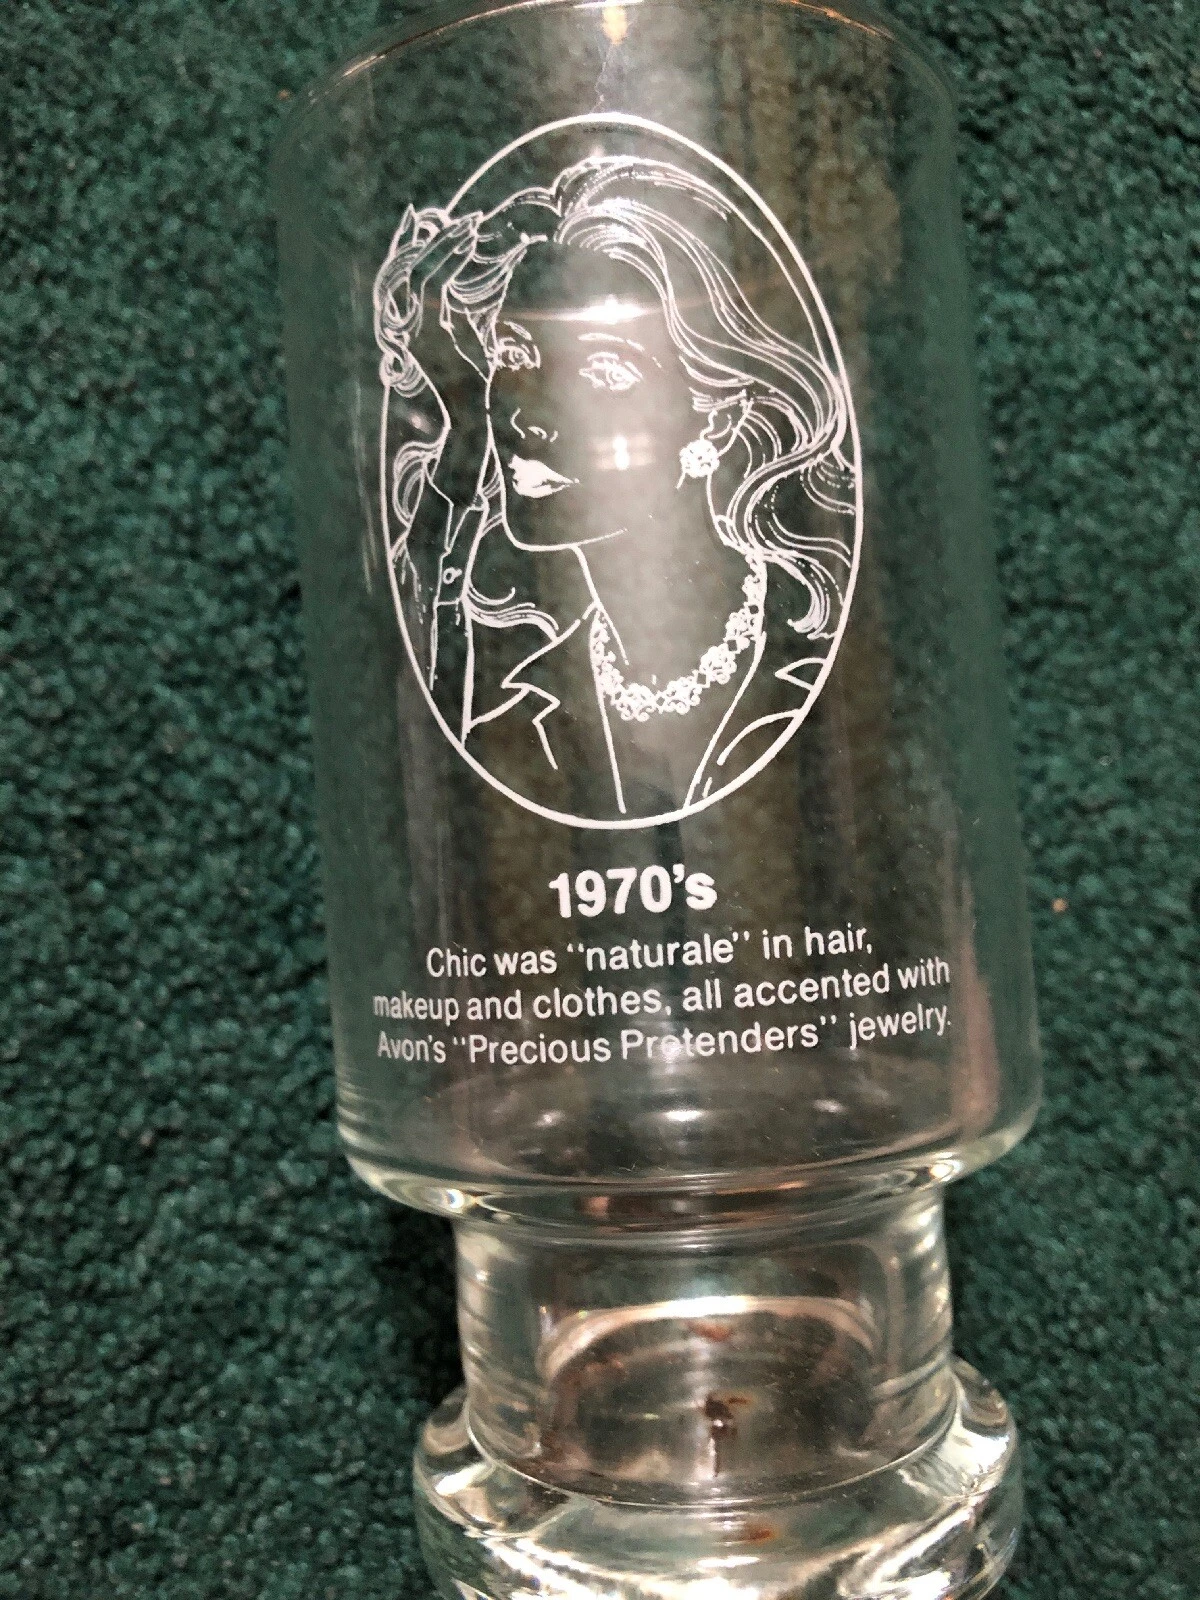 1970's
Chic was "naturale" in hair,
makeup and clothes, all accented with
Avon's "Precious Pretenders" jewelry.